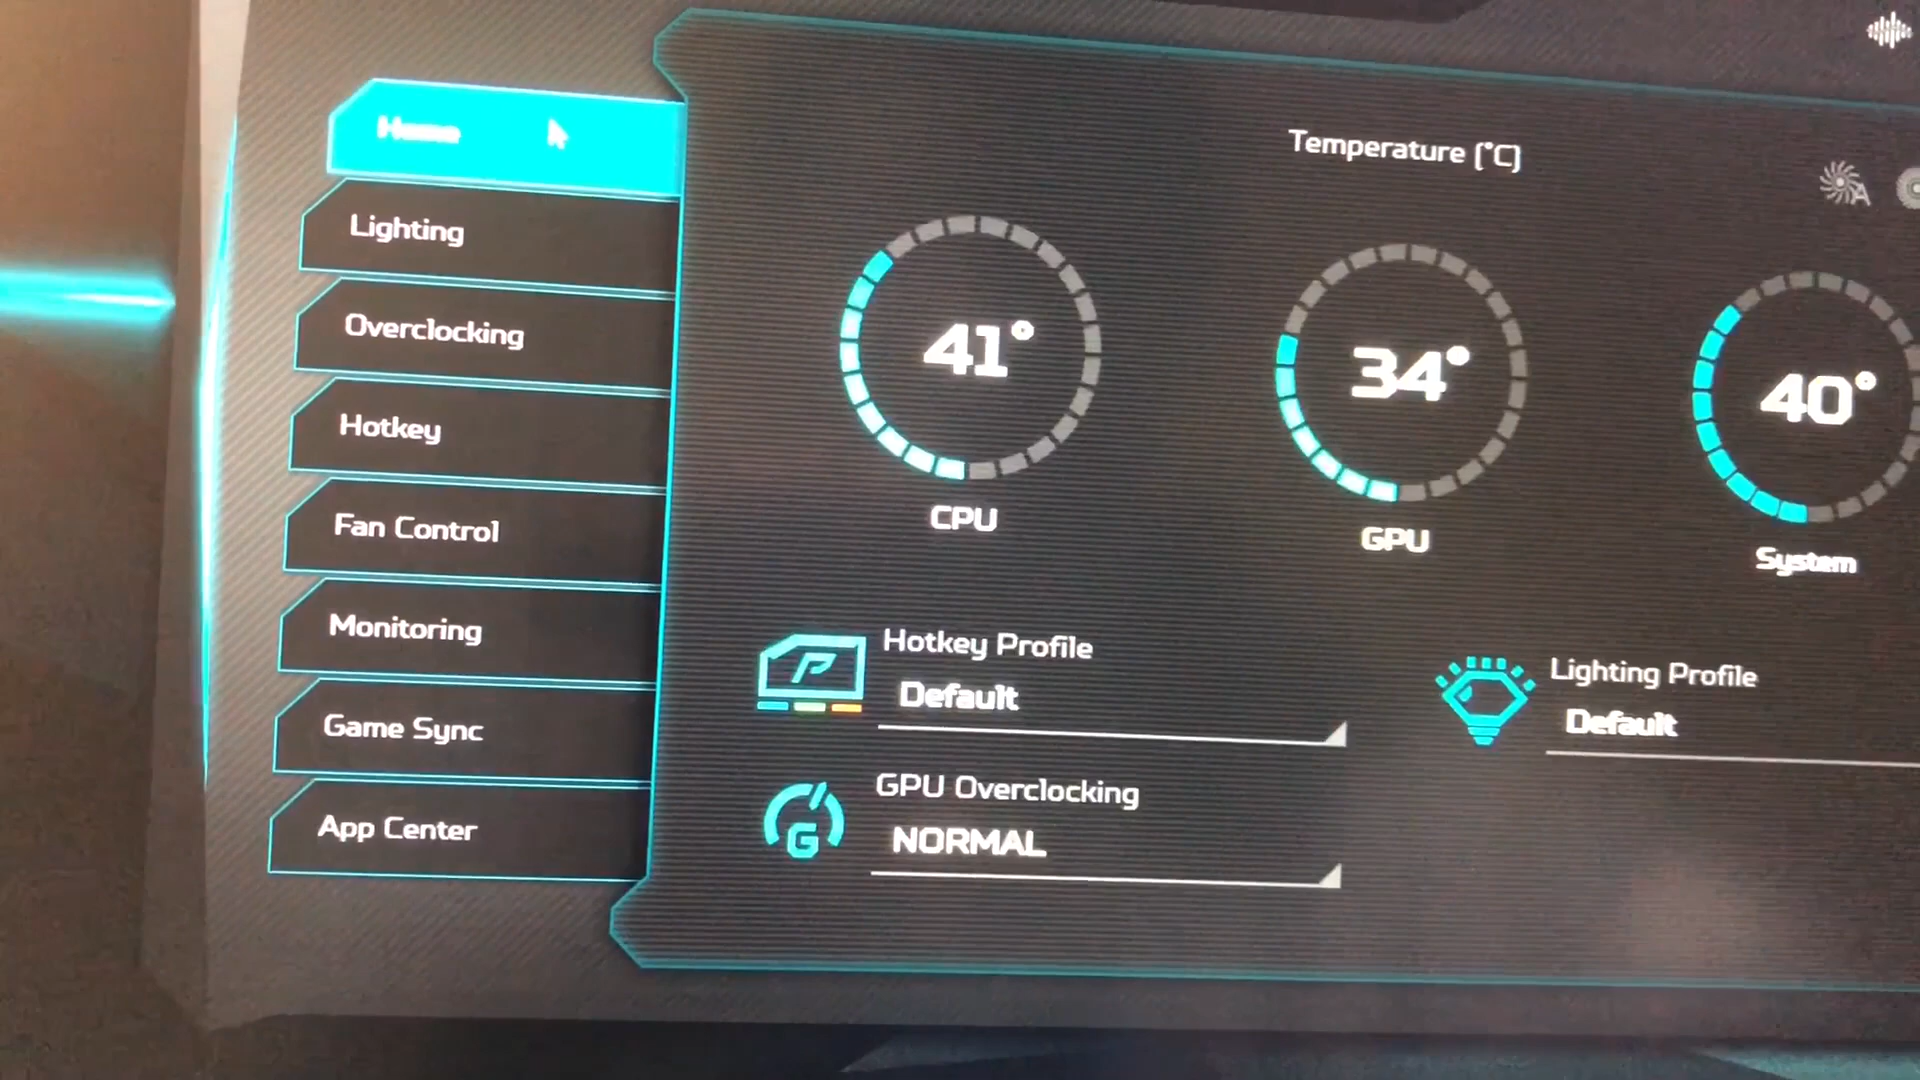 Home
Lighting
Overclocking
Hotkey
Fan Control
Monitoring
Game Sync
App Center
Temperature (°C)
41°
34°
40°
CPU
GPU
System
Hotkey Profile
Default
Lighting Profile
Default
GPU Overclocking
NORMAL